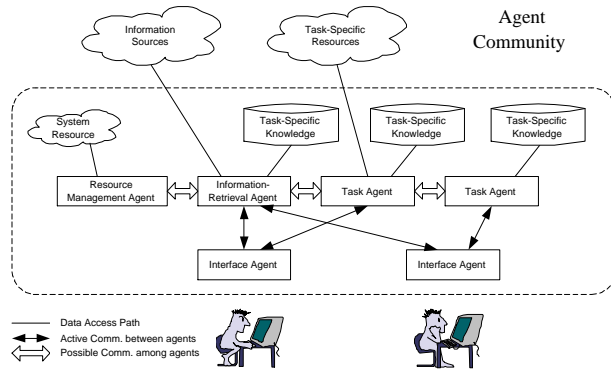 Information
Sources
Task-Specific
Resources
Agent
Community
System
Resource
Task-Specific
Knowledge
Task-Specific
Knowledge
Task-Specific
Knowledge
Resource
Management Agent
Information-
Retrieval Agent
Task Agent
Task Agent
Interface Agent
Interface Agent
Data Access Path
Active Comm. between agents
Possible Comm. among agents